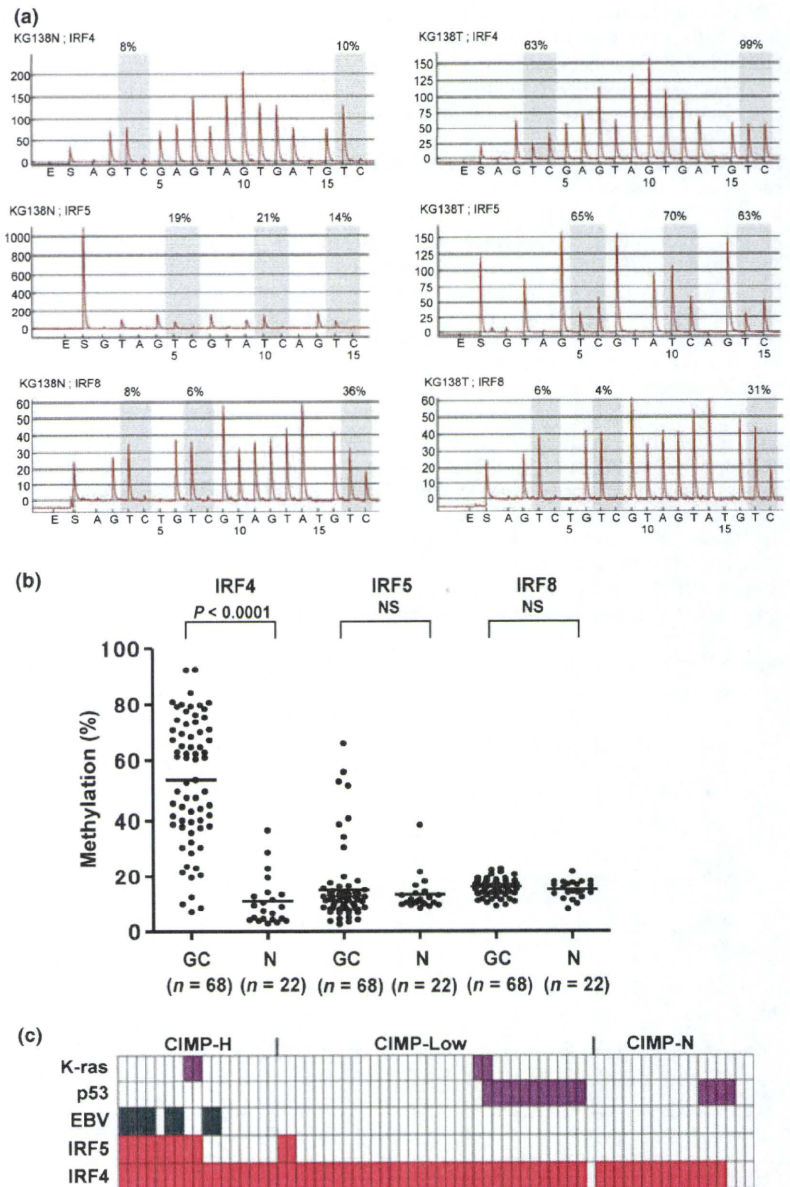 (a)
KG138N ; IRF4
8%
10%
200
150
100
50
0
E S A G T C G A G T A G T G A T G T C
5 10 15
KG138T ; IRF4
63%
99%
150
125
100
75
50
25
0
E S A G T C G A G T A G T G A T G T C
5 10 15
KG138N ; IRF5
19%
21%
14%
1000
800
600
400
200
0
E S G T A G T C G T A T C A G T C
5 10 15
KG138T ; IRF5
65%
70%
63%
150
125
100
75
50
25
0
E S G T A G T C G T A T C A G T C
5 10 15
KG138N ; IRF8
8%
6%
36%
60
50
40
30
20
10
0
E S A G T C T G T C G T A G T A T G T C
5 10 15
KG138T ; IRF8
6%
4%
31%
60
50
40
30
20
10
0
E S A G T C T G T C G T A G T A T G T C
5 10 15
(b)
IRF4 IRF5 IRF8
P < 0.0001 NS NS
Methylation (%)
100
80
60
40
20
0
GC N GC N GC N
(n = 68) (n = 22) (n = 68) (n = 22) (n = 68) (n = 22)
(c)
CIMP-H CIMP-Low CIMP-N
K-ras
p53
EBV
IRF5
IRF4